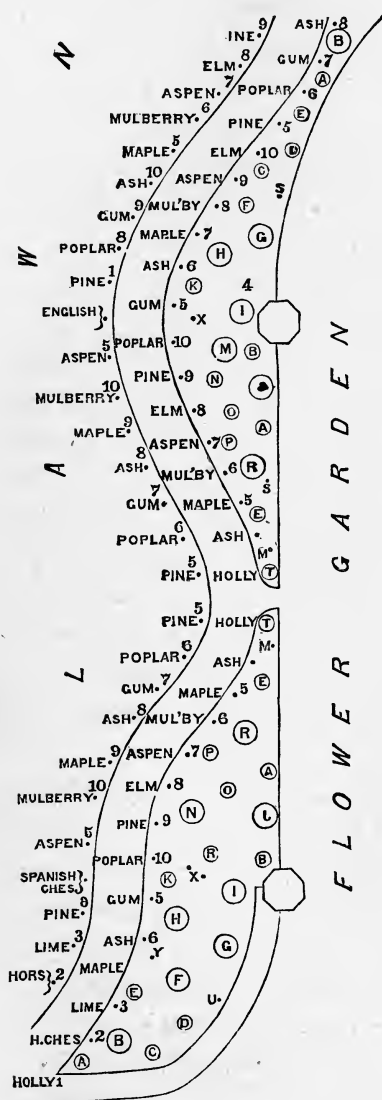 ASH 8
B
PINE 9
GUM 7
A
ELM 8
POPLAR 6
ASPEN 7
E
MULBERRY 6
PINE 5
D
MAPLE 5
ELM 10
C
ASH 10
ASPEN 9
S
GUM 9
MUL'BY 8
F
POPLAR 8
MAPLE 7
G
H
PINE 1
ASH 6
K
4
ENGLISH}
GUM 5
X
I
ASPEN 5
POPLAR 10
M
B
MULBERRY 10
PINE 9
N
MAPLE 9
ELM 8
O
A
ASH 8
ASPEN 7
P
GUM 7
MUL'BY 6
R
S
POPLAR 6
MAPLE 5
E
ASH
M
PINE 5
HOLLY
T
PINE 5
HOLLY
T
M
POPLAR 6
ASH
GUM 7
MAPLE 5
E
ASH 8
MUL'BY 6
R
MAPLE 9
ASPEN 7
P
A
MULBERRY 10
ELM 8
O
PINE 9
N
ASPEN 5
POPLAR 10
R
B
SPANISH
CHES}
K
X
PINE
GUM 5
I
H
LIME 3
ASH 6
G
Y
HORS} 2
MAPLE
F
LIME 3
E
U
D
H.CHES 2
B
C
A
HOLLY 1
L A W N
FLOWER GARDEN